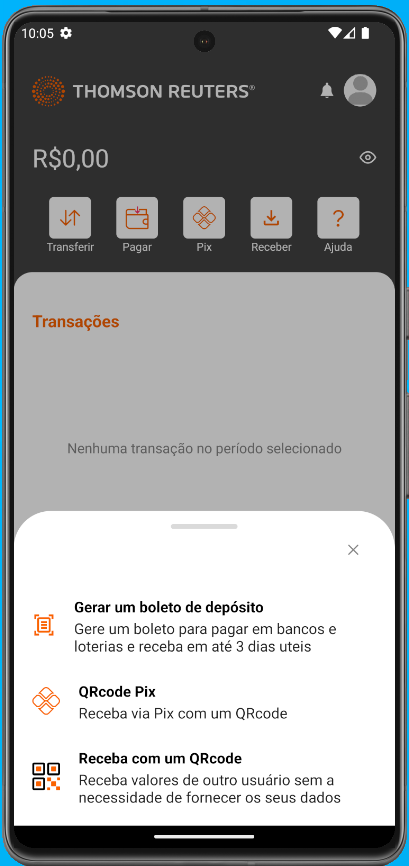 10:05
THOMSON REUTERS®
R$0,00
Transferir Pagar Pix Receber Ajuda
Transações
Nenhuma transação no período selecionado
Gerar um boleto de depósito
Gere um boleto para pagar em bancos e
loterias e receba em até 3 dias uteis
QRcode Pix
Receba via Pix com um QRcode
Receba com um QRcode
Receba valores de outro usuário sem a
necessidade de fornecer os seus dados